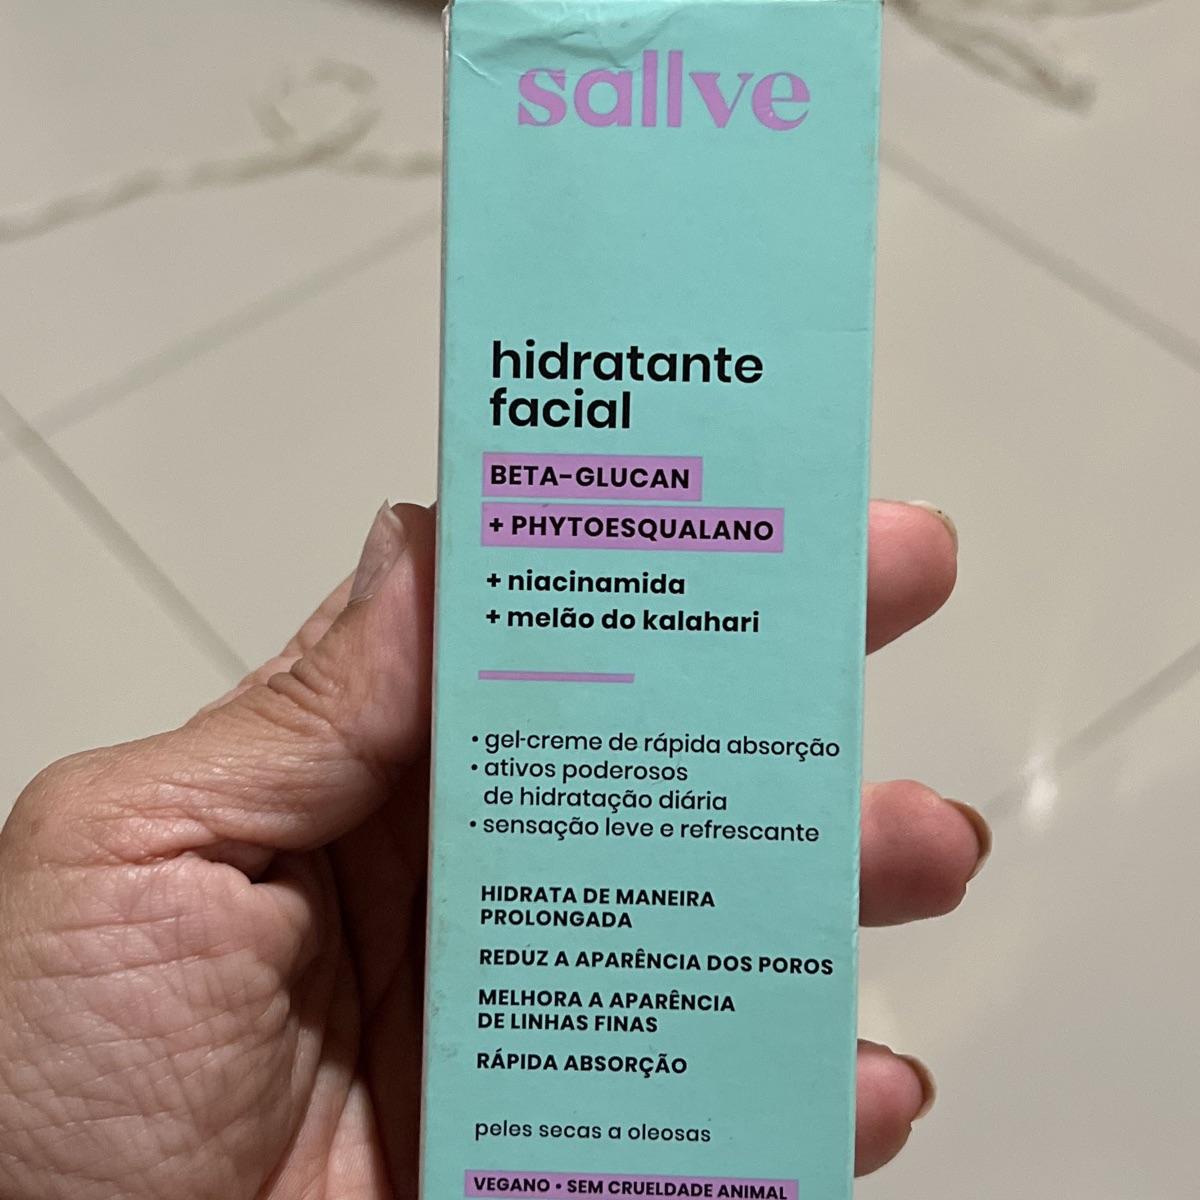 sallve
hidratante
facial
BETA-GLUCAN
+ PHYTOESQUALANO
+ niacinamida
+ melão do kalahari
• gel-creme de rápida absorção
• ativos poderosos
de hidratação diária
• sensação leve e refrescante
HIDRATA DE MANEIRA
PROLONGADA
REDUZ A APARÊNCIA DOS POROS
MELHORA A APARÊNCIA
DE LINHAS FINAS
RÁPIDA ABSORÇÃO
peles secas a oleosas
VEGANO • SEM CRUELDADE ANIMAL